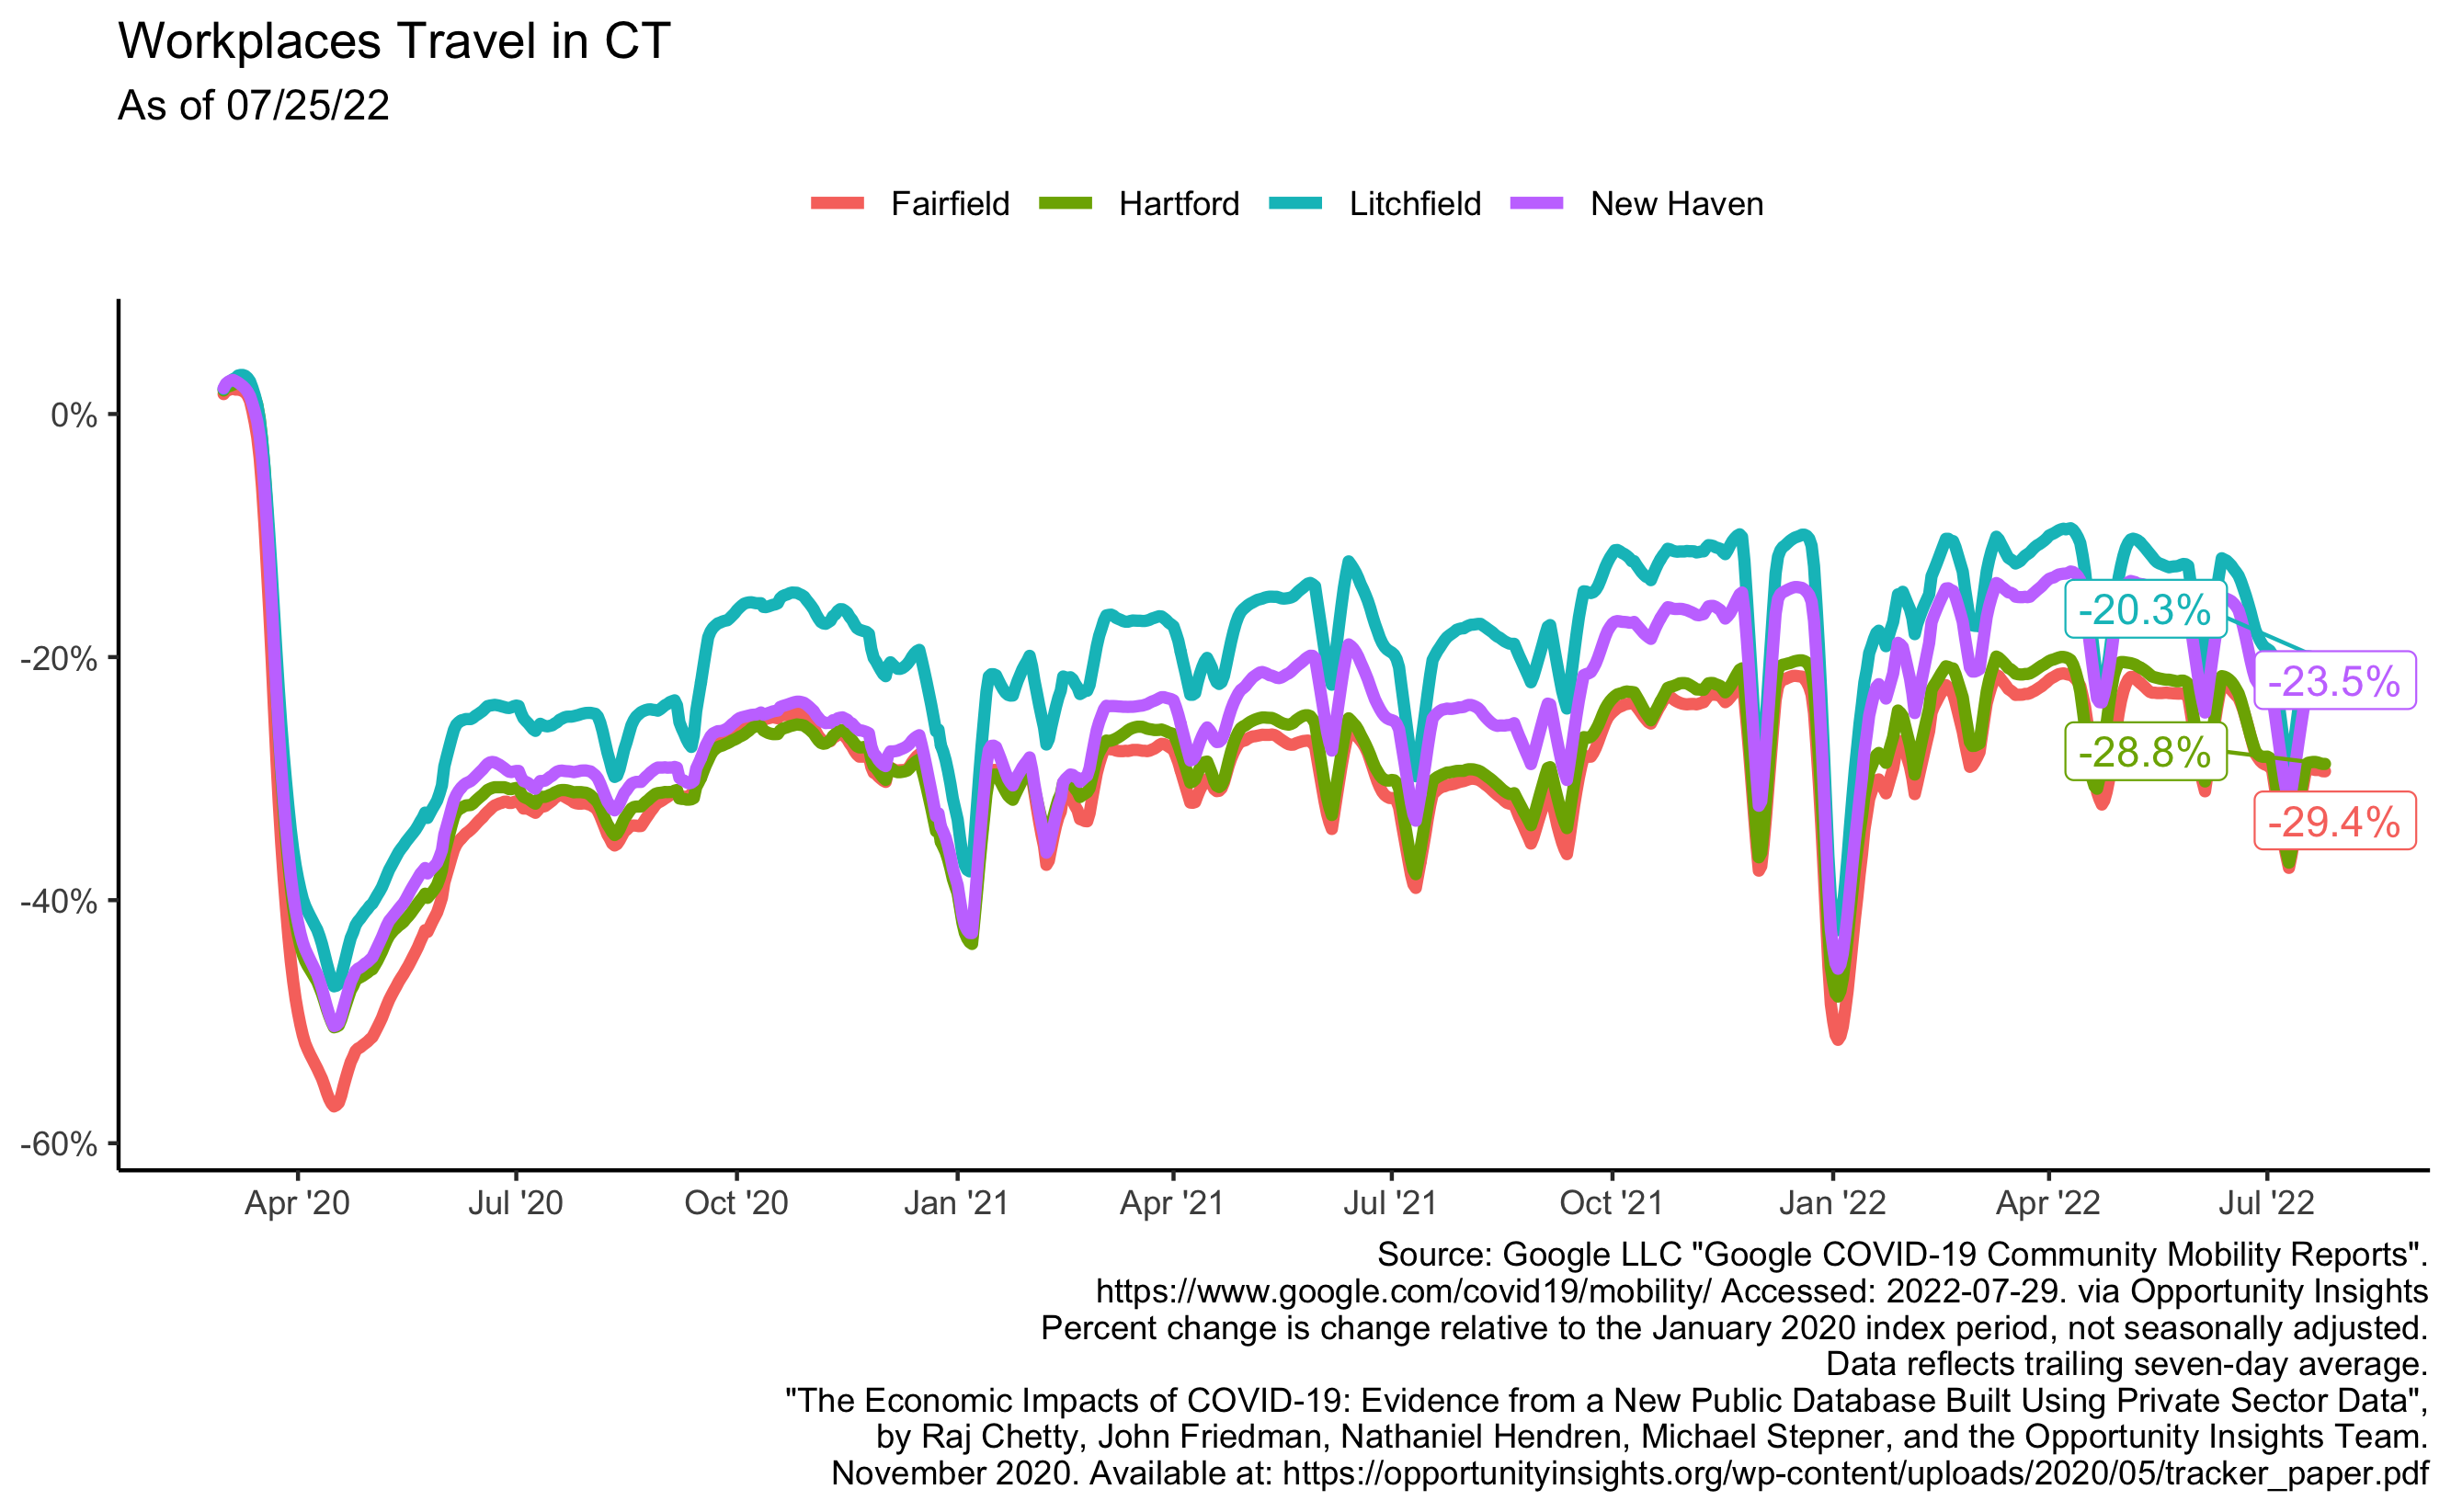 Workplaces Travel in CT
As of 07/25/22
Fairfield Hartford Litchfield New Haven
0%
-20%
-40%
-60%
-20.3%
-23.5%
-28.8%
-29.4%
Apr '20 Jul '20 Oct '20 Jan '21 Apr '21 Jul '21 Oct '21 Jan '22 Apr '22 Jul '22
Source: Google LLC "Google COVID-19 Community Mobility Reports".
https://www.google.com/covid19/mobility/ Accessed: 2022-07-29. via Opportunity Insights
Percent change is change relative to the January 2020 index period, not seasonally adjusted.
Data reflects trailing seven-day average.
"The Economic Impacts of COVID-19: Evidence from a New Public Database Built Using Private Sector Data",
by Raj Chetty, John Friedman, Nathaniel Hendren, Michael Stepner, and the Opportunity Insights Team.
November 2020. Available at: https://opportunityinsights.org/wp-content/uploads/2020/05/tracker_paper.pdf